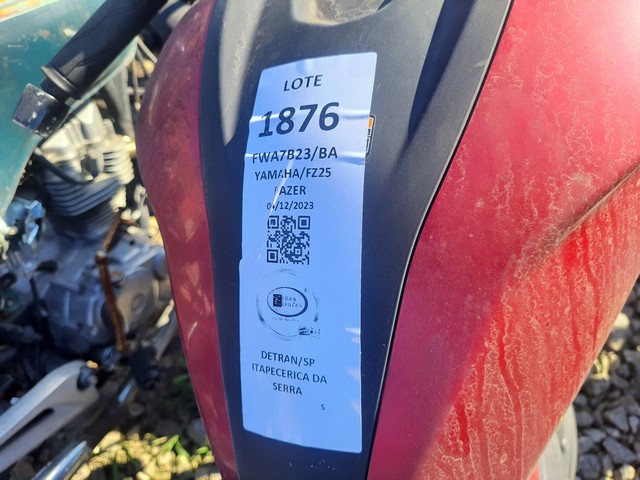 LOTE
1876
FWA7B23/BA
YAMAHA/FZ25
FAZER
04/12/2023
DETRAN/SP
ITAPECERICA DA
SERRA
S